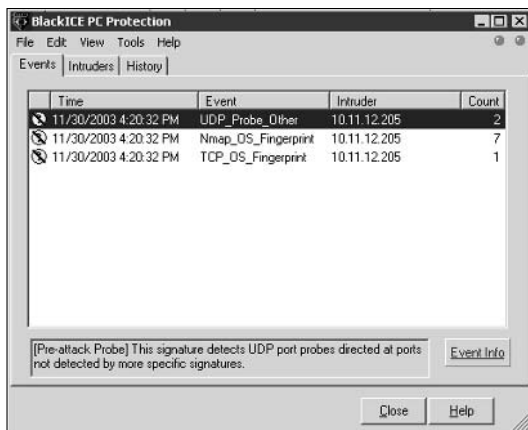 BlackICE PC Protection
File Edit View Tools Help
Events Intruders History
Time Event Intruder Count
11/30/2003 4:20:32 PM UDP_Probe_Other 10.11.12.205 2
11/30/2003 4:20:32 PM Nmap_OS_Fingerprint 10.11.12.205 7
11/30/2003 4:20:32 PM TCP_OS_Fingerprint 10.11.12.205 1
[Pre-attack Probe] This signature detects UDP port probes directed at ports
not detected by more specific signatures.
Event Info
Close Help